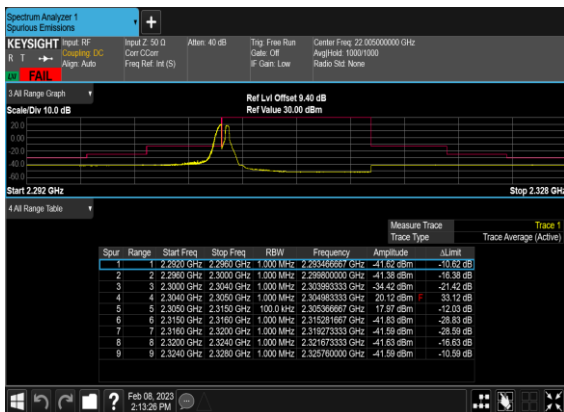 Spectrum Analyzer 1
Spurious Emissions
KEYSIGHT Input: RF Input Z: 50 Ω Atten: 40 dB Trig: Free Run Center Freq: 22.005000000 GHz
R T Coupling: DC Corr CCorr Gate: Off Avg|Hold: 1000/1000
Align: Auto Freq Ref: Int (S) IF Gain: Low Radio Std: None
LXI FAIL
3.All Range Graph
Scale/Div 10.0 dB Ref Lvl Offset 9.40 dB
Ref Value 30.00 dBm
20.0
0.00
-20.0
-40.0
-60.0
Start 2.292 GHz Stop 2.328 GHz
4.All Range Table
Measure Trace Trace 1
Trace Type Trace Average (Active)
Spur Range Start Freq Stop Freq RBW Frequency Amplitude ΔLimit
1 1 2.2920 GHz 2.2960 GHz 1.000 MHz 2.293466667 GHz -41.62 dBm -10.62 dB
2 2 2.2960 GHz 2.3000 GHz 1.000 MHz 2.299800000 GHz -41.38 dBm -16.38 dB
3 3 2.3000 GHz 2.3040 GHz 1.000 MHz 2.303993333 GHz -34.42 dBm -21.42 dB
4 4 2.3040 GHz 2.3050 GHz 1.000 MHz 2.304983333 GHz 20.12 dBm F 33.12 dB
5 5 2.3050 GHz 2.3150 GHz 100.0 kHz 2.305366667 GHz 17.97 dBm -12.03 dB
6 6 2.3150 GHz 2.3160 GHz 1.000 MHz 2.315281667 GHz -41.83 dBm -28.83 dB
7 7 2.3160 GHz 2.3200 GHz 1.000 MHz 2.319273333 GHz -41.59 dBm -28.59 dB
8 8 2.3200 GHz 2.3240 GHz 1.000 MHz 2.321673333 GHz -41.63 dBm -16.63 dB
9 9 2.3240 GHz 2.3280 GHz 1.000 MHz 2.325760000 GHz -41.59 dBm -10.59 dB
Feb 08, 2023
2:13:26 PM